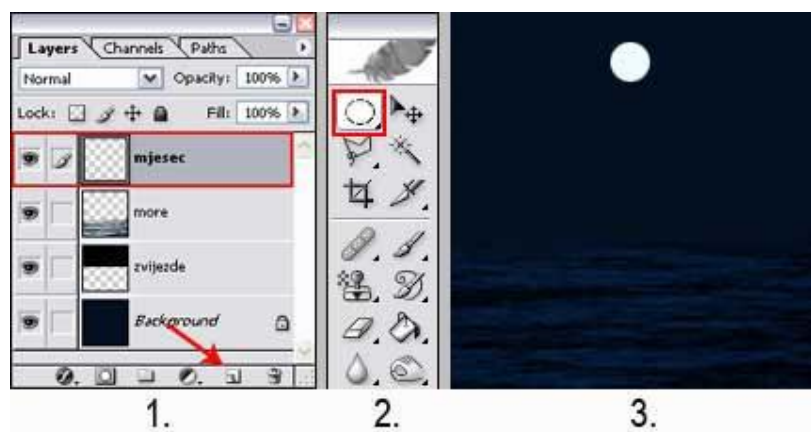 Layers Channels Paths
Normal Opacity: 100%
Lock: Fill: 100%
mjesec
more
zvijezde
Background
1. 2. 3.